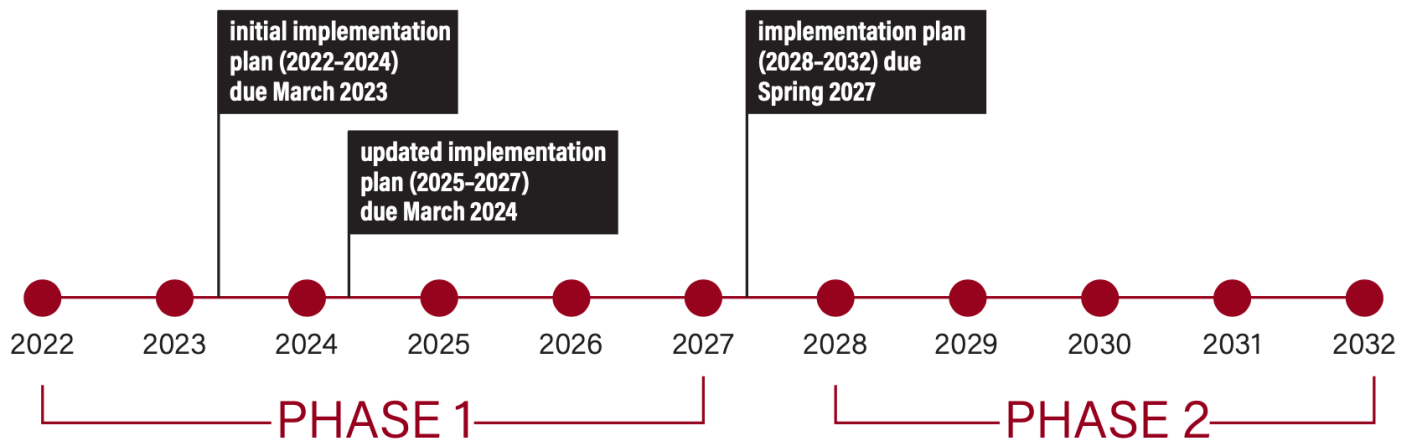 initial implementation
plan (2022–2024)
due March 2023
implementation plan
(2028–2032) due
Spring 2027
updated implementation
plan (2025–2027)
due March 2024
2022 2023 2024 2025 2026 2027 2028 2029 2030 2031 2032
PHASE 1 PHASE 2